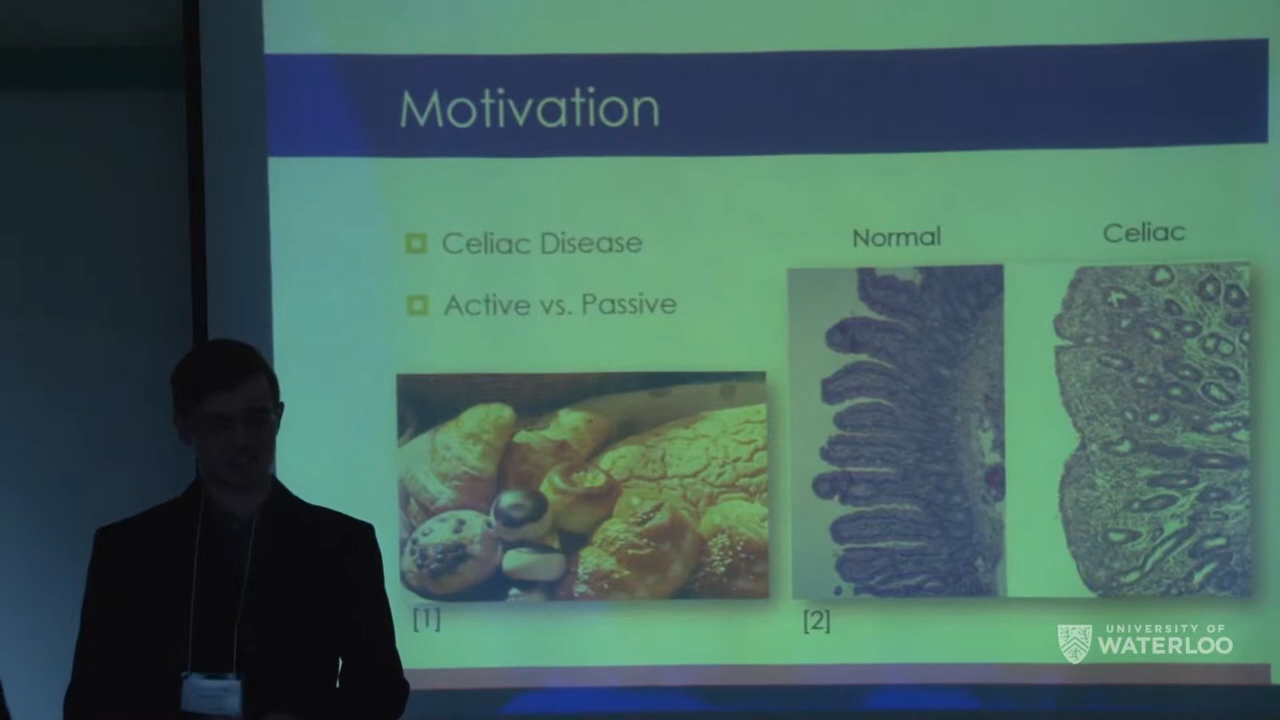 Motivation
Celiac Disease
Active vs. Passive
Normal
Celiac
[1]
[2]
UNIVERSITY OF
WATERLOO